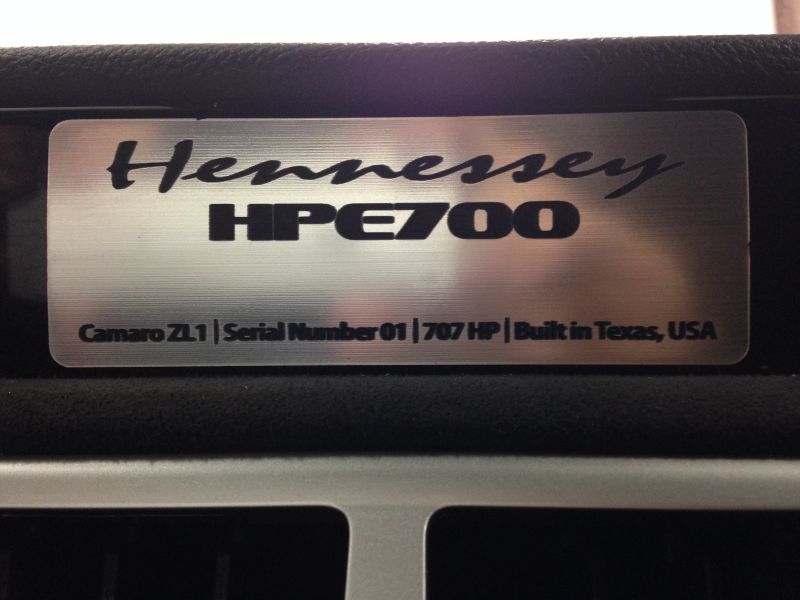 Hennessey
HPE700
Camaro ZL1 | Serial Number 01 | 707 HP | Built in Texas, USA